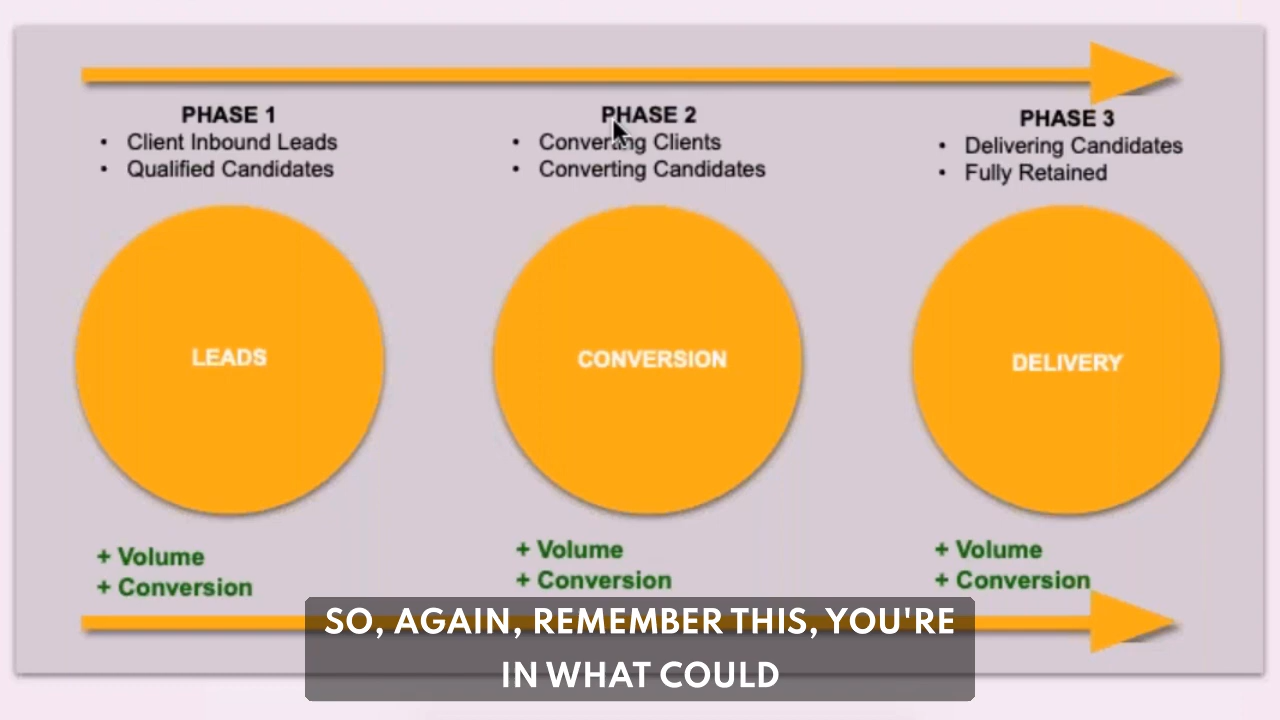 PHASE 1
• Client Inbound Leads
• Qualified Candidates
LEADS
+ Volume
+ Conversion
PHASE 2
• Converting Clients
• Converting Candidates
CONVERSION
+ Volume
+ Conversion
PHASE 3
• Delivering Candidates
• Fully Retained
DELIVERY
+ Volume
+ Conversion
SO, AGAIN, REMEMBER THIS, YOU'RE
IN WHAT COULD